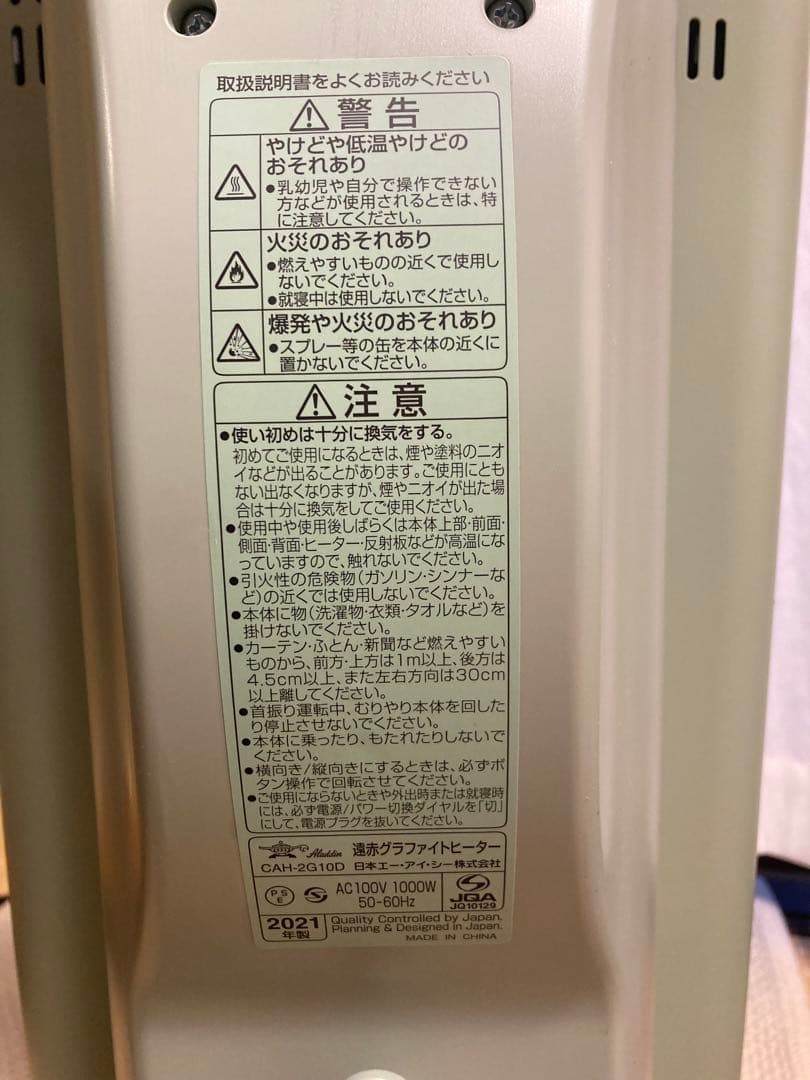 取扱説明書をよくお読みください
警告
やけどや低温やけどの
おそれあり
●乳幼児や自分で操作できない
方などが使用されるときは、特
に注意してください。
火災のおそれあり
●燃えやすいものの近くで使用し
ないでください。
●就寝中は使用しないでください。
爆発や火災のおそれあり
●スプレー等の缶を本体の近くに
置かないでください。
注意
●使い初めは十分に換気をする。
初めてご使用になるときは、煙や塗料のニオ
イなどが出ることがあります。ご使用にとも
ない出なくなりますが、煙やニオイが出た場
合は十分に換気をしてご使用ください。
●使用中や使用後しばらくは本体上部・前面・
側面・背面・ヒーター・反射板などが高温にな
っていますので、触れないでください。
●引火性の危険物(ガソリン・シンナーな
ど)の近くでは使用しないでください。
●本体に物(洗濯物・衣類・タオルなど)を
掛けないでください。
●カーテン・ふとん・新聞など燃えやすい
ものから、前方・上方は1m以上、後方は
4.5cm以上、また左右方向は30cm
以上離してください。
●首振り運転中、むりやり本体を回した
り停止させないでください。
●本体に乗ったり、もたれたりしないで
ください。
●横向き/縦向きにするときは、必ずボ
タン操作で回転させてください。
●ご使用にならないときや外出時または就寝時
には、必ず電源/パワー切換ダイヤルを「切」
にして、電源プラグを抜いてください。
Aladdin 遠赤グラファイトヒーター
CAH-2G10D 日本エー・アイ・シー株式会社
PSE AC100V 1000W
50-60Hz
JQA
JQ10129
2021
年製
Quality Controlled by Japan.
Planning & Designed in Japan.
MADE IN CHINA